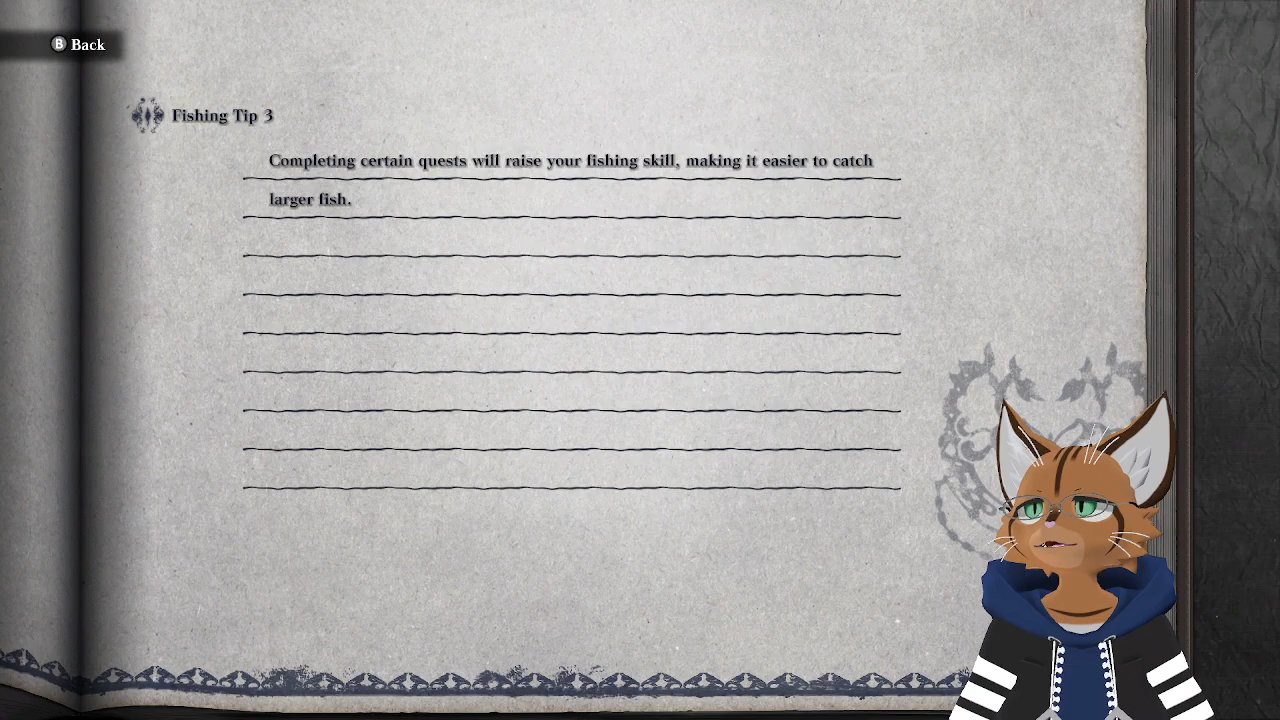 B Back
Fishing Tip 3
Completing certain quests will raise your fishing skill, making it easier to catch
larger fish.